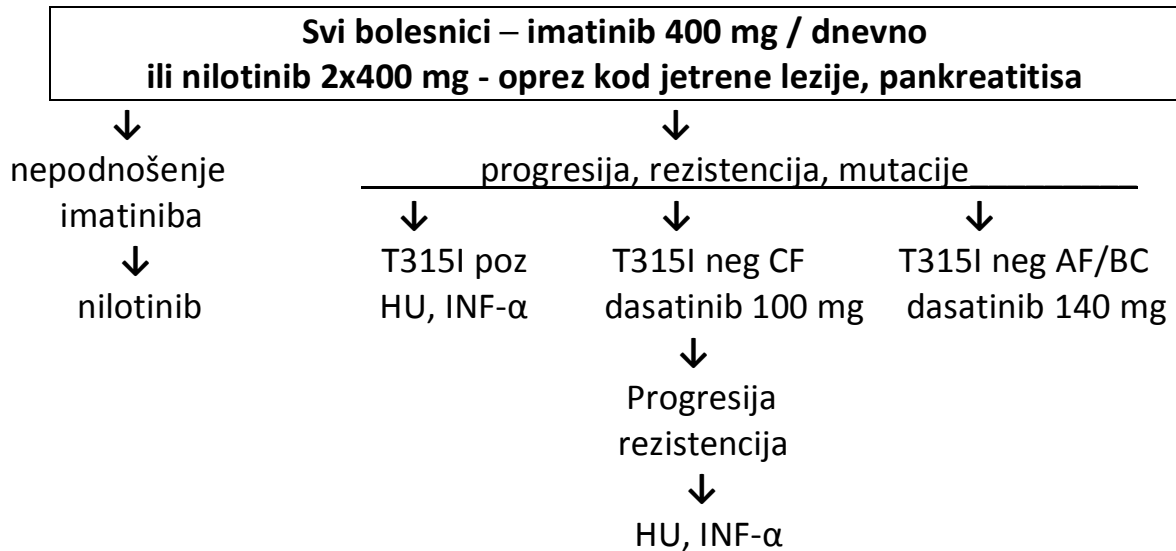 Svi bolesnici – imatinib 400 mg / dnevno
ili nilotinib 2x400 mg - oprez kod jetrene lezije, pankreatitisa
↓ ↓
nepodnošenje progresija, rezistencija, mutacije
imatiniba ↓ ↓ ↓
↓ T315I poz T315I neg CF T315I neg AF/BC
nilotinib HU, INF-α dasatinib 100 mg dasatinib 140 mg
↓
Progresija
rezistencija
↓
HU, INF-α